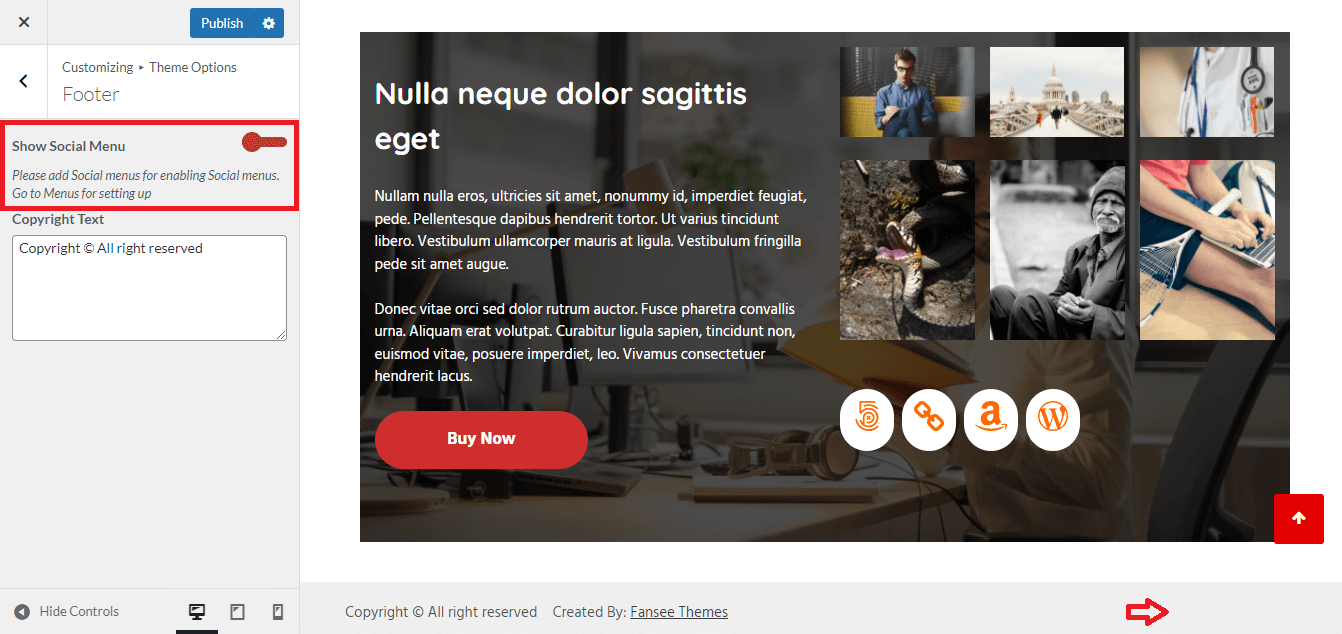 Publish
Customizing ▸ Theme Options
Footer
Show Social Menu
Please add Social menus for enabling Social menus.
Go to Menus for setting up
Copyright Text
Copyright © All right reserved
Hide Controls
Nulla neque dolor sagittis
eget
Nullam nulla eros, ultricies sit amet, nonummy id, imperdiet feugiat,
pede. Pellentesque dapibus hendrerit tortor. Ut varius tincidunt
libero. Vestibulum ullamcorper mauris at ligula. Vestibulum fringilla
pede sit amet augue.
Donec vitae orci sed dolor rutrum auctor. Fusce pharetra convallis
urna. Aliquam erat volutpat. Curabitur ligula sapien, tincidunt non,
euismod vitae, posuere imperdiet, leo. Vivamus consectetuer
hendrerit lacus.
Buy Now
Copyright © All right reserved Created By: Fansee Themes